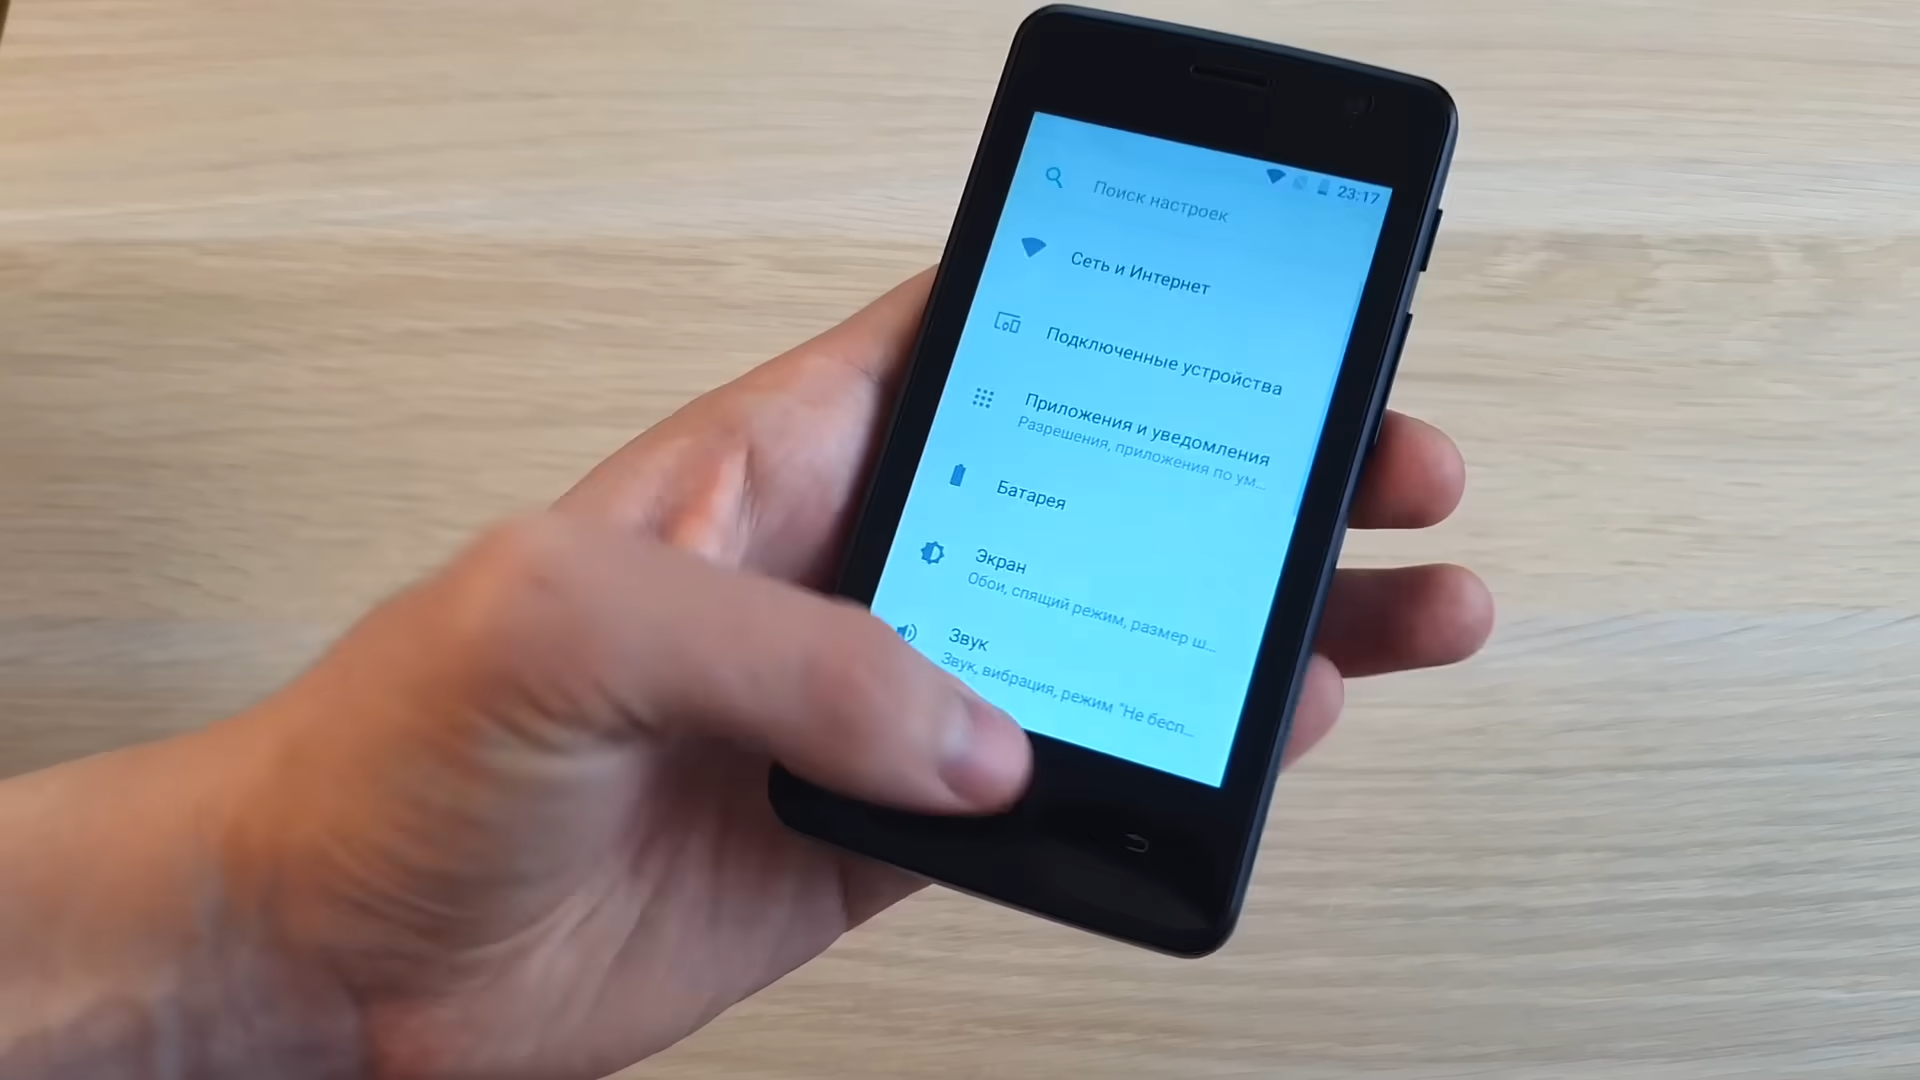 23:17
Поиск настроек
Сеть и Интернет
Подключенные устройства
Приложения и уведомления
Разрешения, приложения по ум...
Батарея
Экран
Обои, спящий режим, размер ш...
Звук
Звук, вибрация, режим "Не бесп...